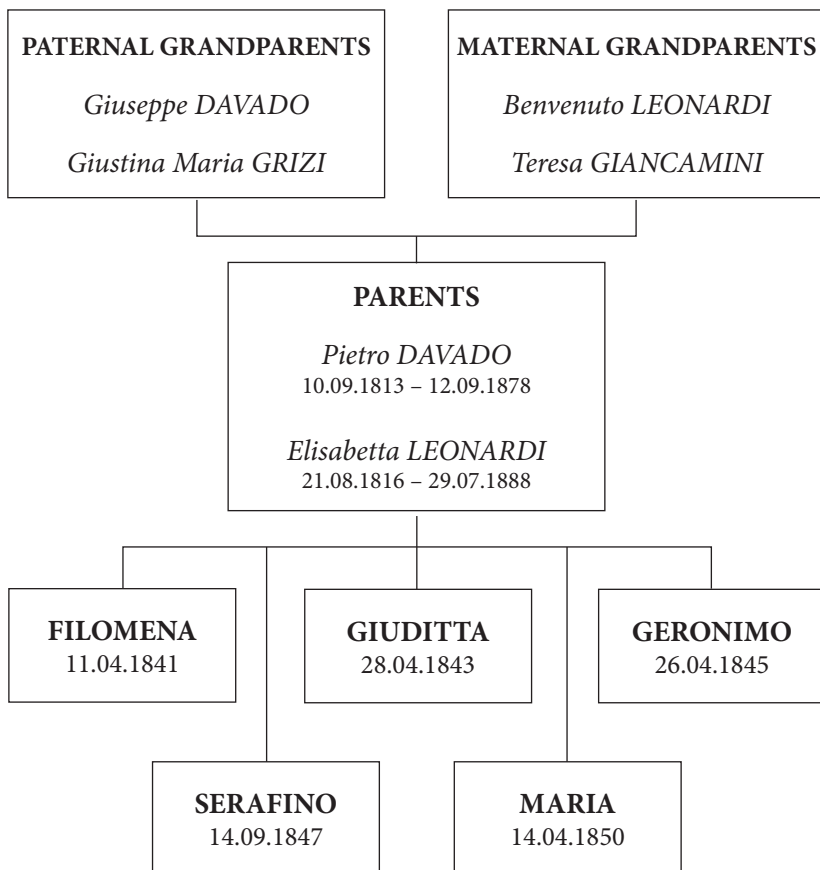 PATERNAL GRANDPARENTS
Giuseppe DAVADO
Giustina Maria GRIZI
MATERNAL GRANDPARENTS
Benvenuto LEONARDI
Teresa GIANCAMINI
PARENTS
Pietro DAVADO
10.09.1813 – 12.09.1878
Elisabetta LEONARDI
21.08.1816 – 29.07.1888
FILOMENA
11.04.1841
GIUDITTA
28.04.1843
GERONIMO
26.04.1845
SERAFINO
14.09.1847
MARIA
14.04.1850